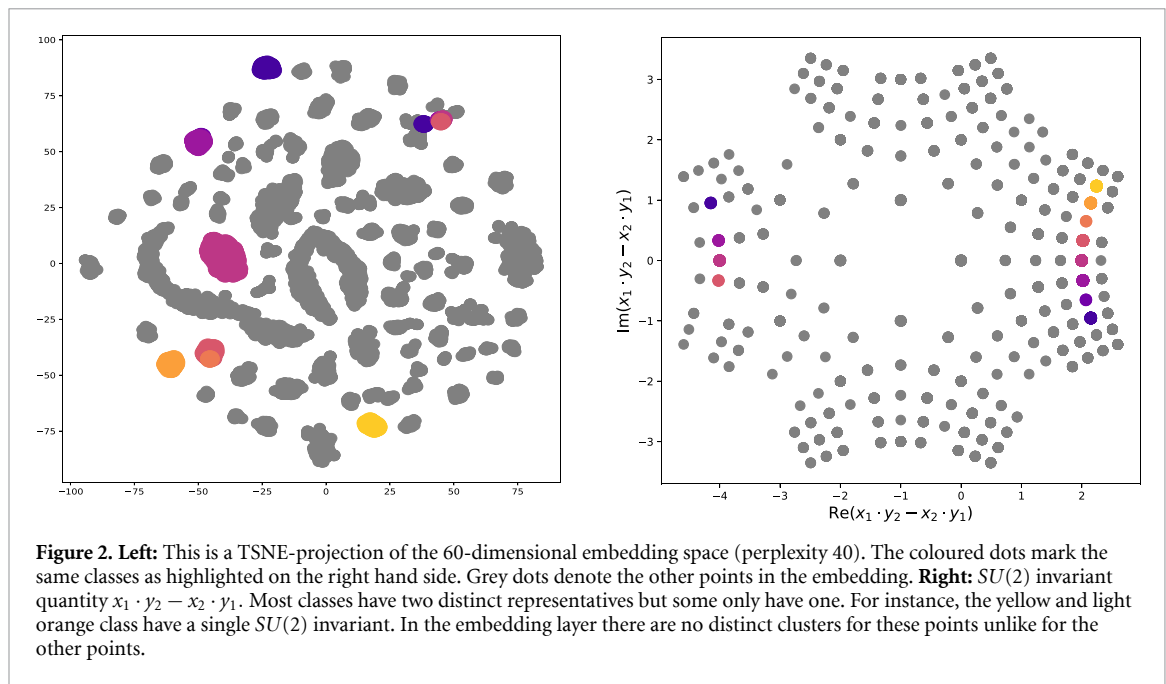 100
75
50
25
0
−25
−50
−75
−100 −75 −50 −25 0 25 50 75
3
2
1
0
−1
−2
−3
Im(x₁ · y₂ − x₂ · y₁)
−4 −3 −2 −1 0 1 2
Re(x₁ · y₂ − x₂ · y₁)
Figure 2. Left: This is a TSNE-projection of the 60-dimensional embedding space (perplexity 40). The coloured dots mark the
same classes as highlighted on the right hand side. Grey dots denote the other points in the embedding. Right: SU(2) invariant
quantity x₁ · y₂ − x₂ · y₁. Most classes have two distinct representatives but some only have one. For instance, the yellow and light
orange class have a single SU(2) invariant. In the embedding layer there are no distinct clusters for these points unlike for the
other points.